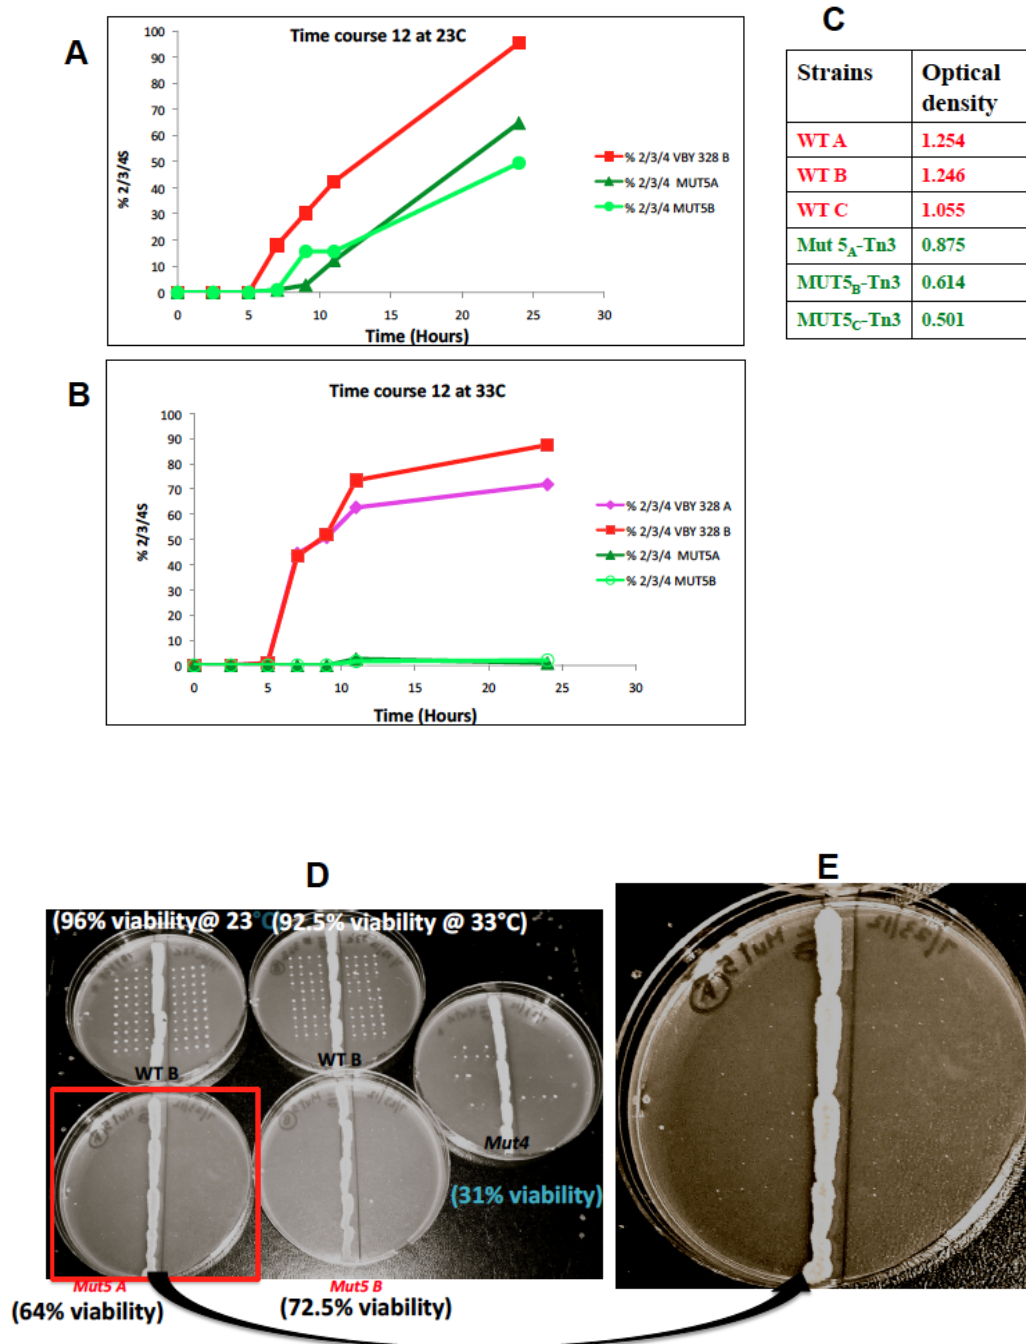 A
Time course 12 at 23C
% 2/3/4S
100
90
80
70
60
50
40
30
20
10
0
0 5 10 15 20 25 30
Time (Hours)
% 2/3/4 VBY 328 B
% 2/3/4 MUT5A
% 2/3/4 MUT5B
C
Strains Optical density
WT A 1.254
WT B 1.246
WT C 1.055
Mut 5A-Tn3 0.875
MUT5B-Tn3 0.614
MUT5C-Tn3 0.501
B
Time course 12 at 33C
% 2/3/4S
100
90
80
70
60
50
40
30
20
10
0
0 5 10 15 20 25 30
Time (Hours)
% 2/3/4 VBY 328 A
% 2/3/4 VBY 328 B
% 2/3/4 MUT5A
% 2/3/4 MUT5B
D
(96% viability@ 23°C) (92.5% viability @ 33°C)
WT B
WT B
Mut4
(31% viability)
Mut5 A
(64% viability)
Mut5 B
(72.5% viability)
E